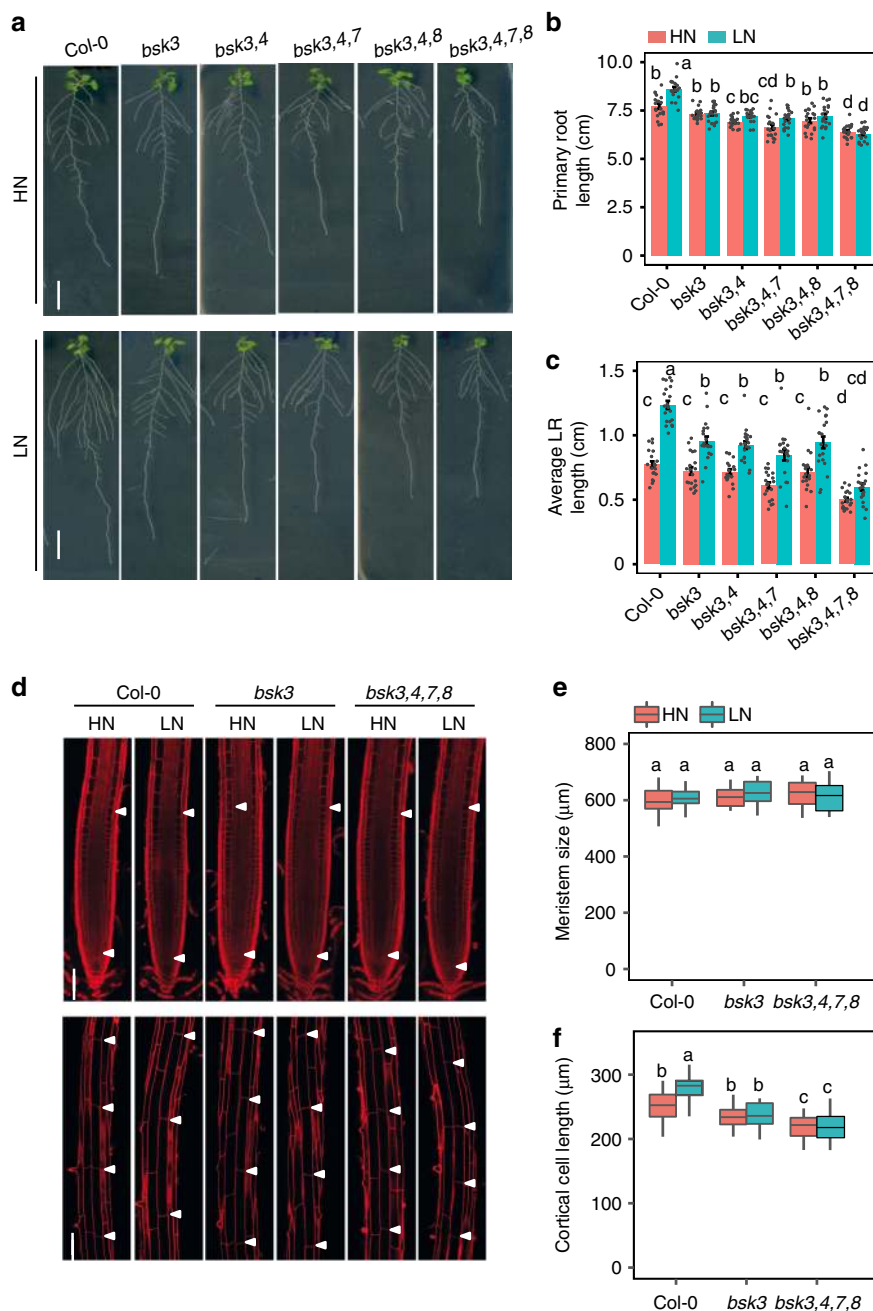 a
Col-0 bsk3 bsk3,4 bsk3,4,7 bsk3,4,8 bsk3,4,7,8
HN
LN
b
HN LN
Primary root
length (cm)
10.0
7.5
5.0
2.5
0
b a b b c bc cd b b b d d
Col-0 bsk3 bsk3,4 bsk3,4,7 bsk3,4,8 bsk3,4,7,8
c
Average LR
length (cm)
1.5
1.0
0.5
0
c a c b c b c b c b d cd
Col-0 bsk3 bsk3,4 bsk3,4,7 bsk3,4,8 bsk3,4,7,8
d
Col-0 bsk3 bsk3,4,7,8
HN LN HN LN HN LN
e
HN LN
Meristem size (μm)
800
600
400
200
0
a a a a a a
Col-0 bsk3 bsk3,4,7,8
f
Cortical cell length (μm)
300
200
100
0
b a b b c c
Col-0 bsk3 bsk3,4,7,8